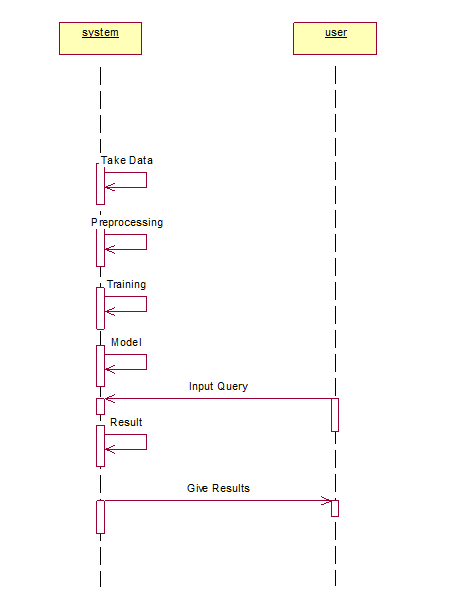 system
user
Take Data
Preprocessing
Training
Model
Input Query
Result
Give Results